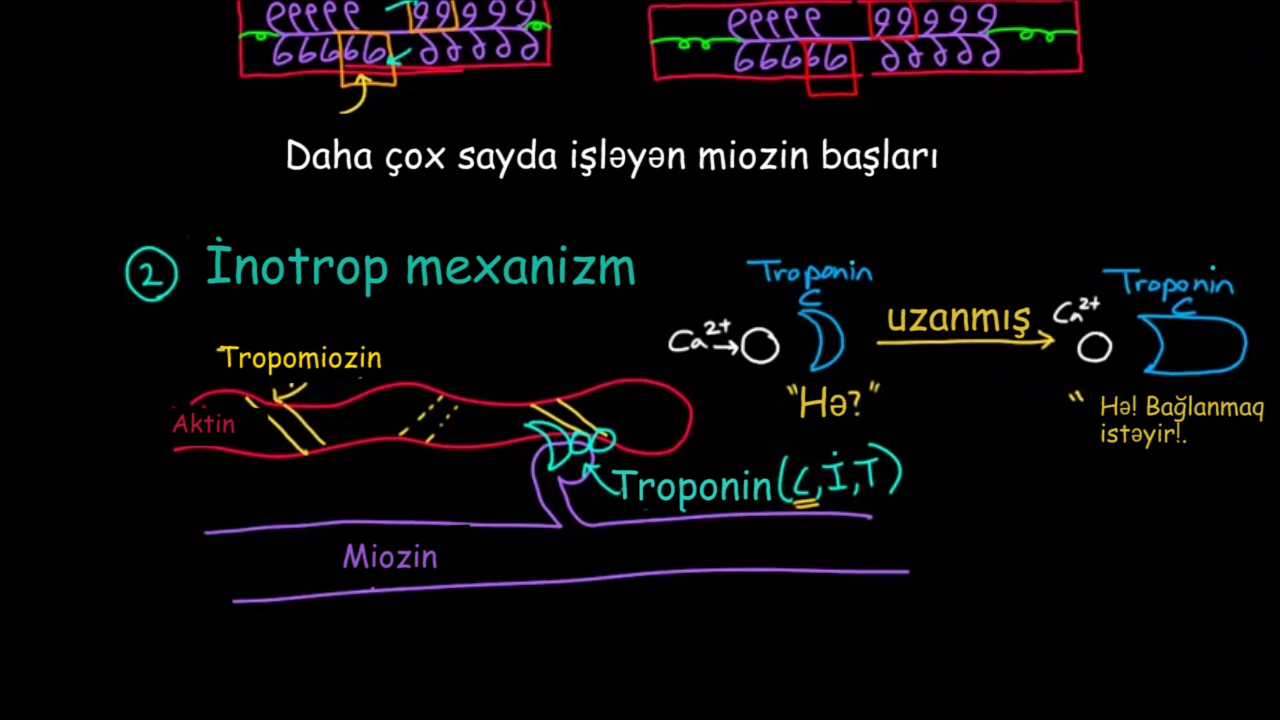 Daha çox sayda işləyən miozin başları
2 İnotrop mexanizm
Troponin
C
Ca2+
uzanmış
"Hə?"
Troponin
C
Ca2+
" Hə! Bağlanmaq
istəyir!.
Tropomiozin
Aktin
Troponin (C, İ, T)
Miozin